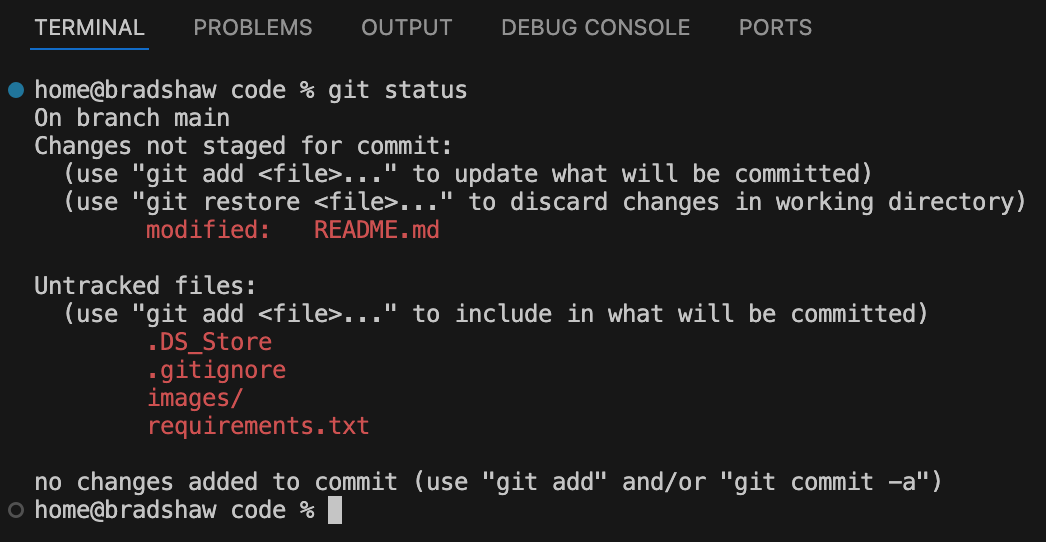 TERMINAL PROBLEMS OUTPUT DEBUG CONSOLE PORTS
home@bradshaw code % git status
On branch main
Changes not staged for commit:
  (use "git add <file>..." to update what will be committed)
  (use "git restore <file>..." to discard changes in working directory)
        modified:   README.md

Untracked files:
  (use "git add <file>..." to include in what will be committed)
        .DS_Store
        .gitignore
        images/
        requirements.txt

no changes added to commit (use "git add" and/or "git commit -a")
home@bradshaw code %